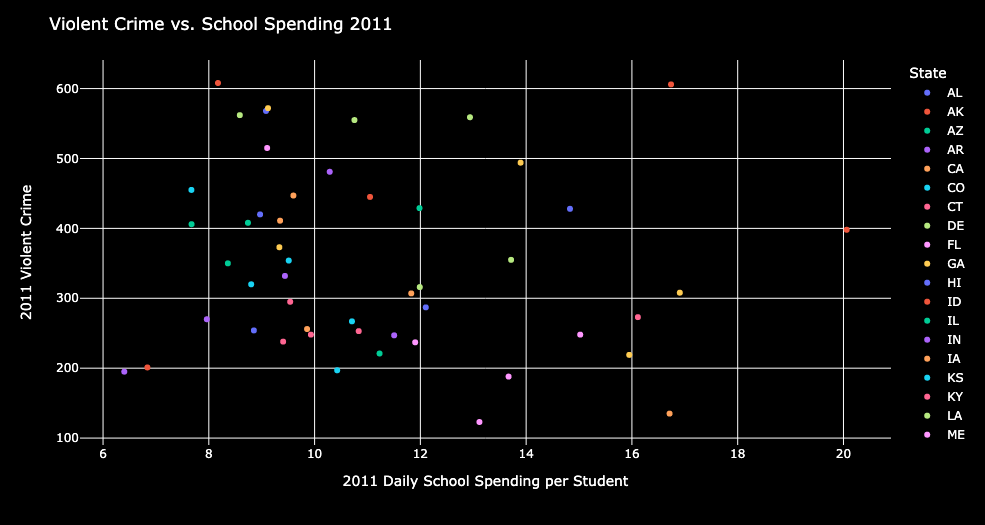 Violent Crime vs. School Spending 2011
State
AL
AK
AZ
AR
CA
CO
CT
DE
FL
GA
HI
ID
IL
IN
IA
KS
KY
LA
ME
600
500
400
300
200
100
2011 Violent Crime
6 8 10 12 14 16 18 20
2011 Daily School Spending per Student